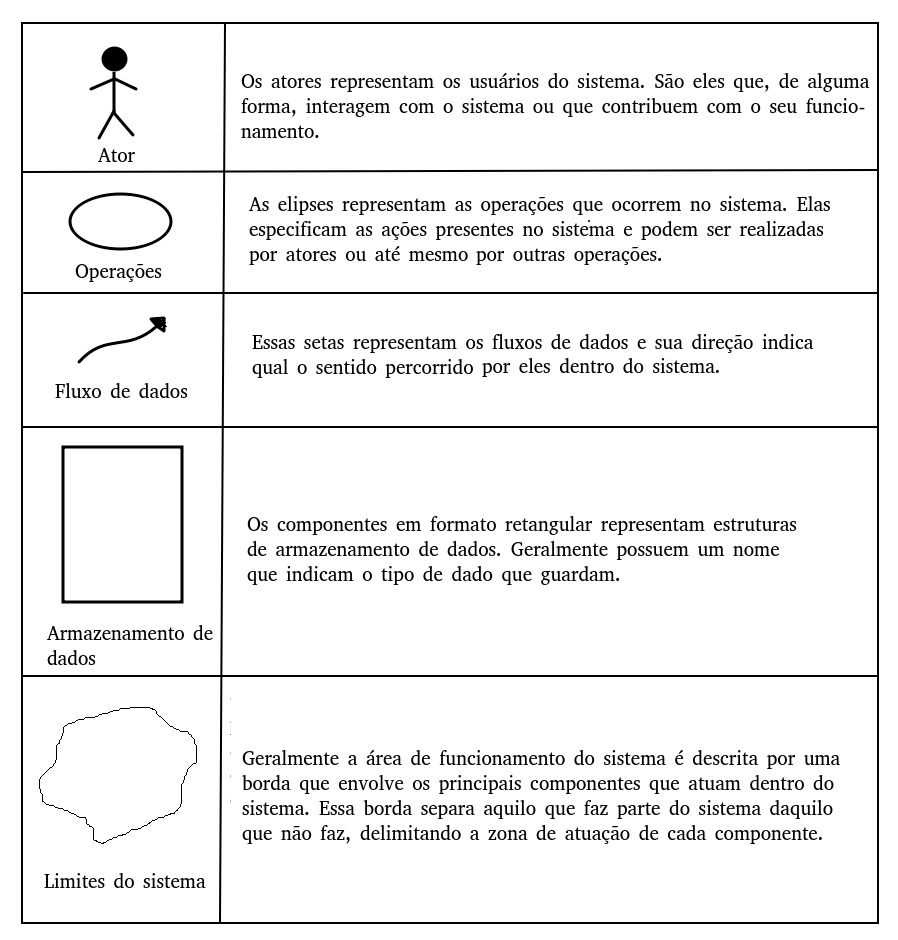 Ator
Os atores representam os usuários do sistema. São eles que, de alguma
forma, interagem com o sistema ou que contribuem com o seu funcio-
namento.
Operações
As elipses representam as operações que ocorrem no sistema. Elas
especificam as ações presentes no sistema e podem ser realizadas
por atores ou até mesmo por outras operações.
Fluxo de dados
Essas setas representam os fluxos de dados e sua direção indica
qual o sentido percorrido por eles dentro do sistema.
Armazenamento de
dados
Os componentes em formato retangular representam estruturas
de armazenamento de dados. Geralmente possuem um nome
que indicam o tipo de dado que guardam.
Limites do sistema
Geralmente a área de funcionamento do sistema é descrita por uma
borda que envolve os principais componentes que atuam dentro do
sistema. Essa borda separa aquilo que faz parte do sistema daquilo
que não faz, delimitando a zona de atuação de cada componente.